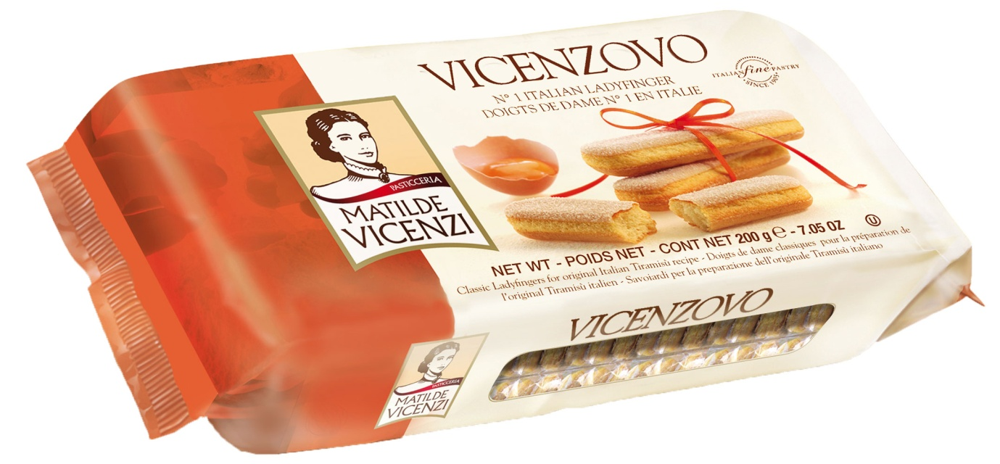 VICENZOVO
N° 1 ITALIAN LADYFINGER
DOIGTS DE DAME N° 1 EN ITALIE
ITALIAN fine PASTRY
SINCE 1905
PASTICCERIA
MATILDE
VICENZI
NET WT - POIDS NET - CONT NET 200 g ℮ - 7.05 OZ
U
Classic Ladyfingers for original Italian Tiramisù recipe - Doigts de dame classiques pour la préparation de
l'original Tiramisù italien - Savoiardi per la preparazione dell'originale Tiramisù italiano
VICENZOVO
PASTICCERIA
MATILDE
VICENZI